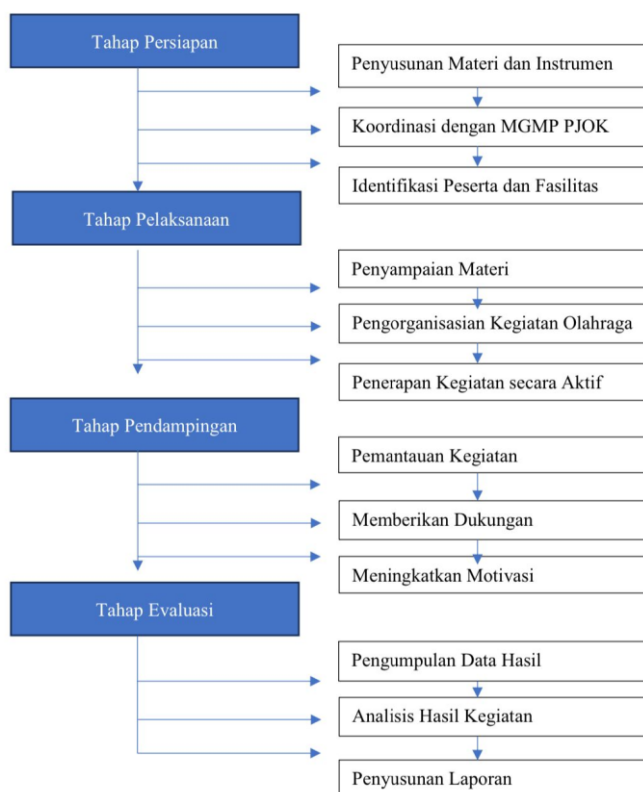 Tahap Persiapan
Penyusunan Materi dan Instrumen
Koordinasi dengan MGMP PJOK
Identifikasi Peserta dan Fasilitas
Tahap Pelaksanaan
Penyampaian Materi
Pengorganisasian Kegiatan Olahraga
Penerapan Kegiatan secara Aktif
Tahap Pendampingan
Pemantauan Kegiatan
Memberikan Dukungan
Meningkatkan Motivasi
Tahap Evaluasi
Pengumpulan Data Hasil
Analisis Hasil Kegiatan
Penyusunan Laporan